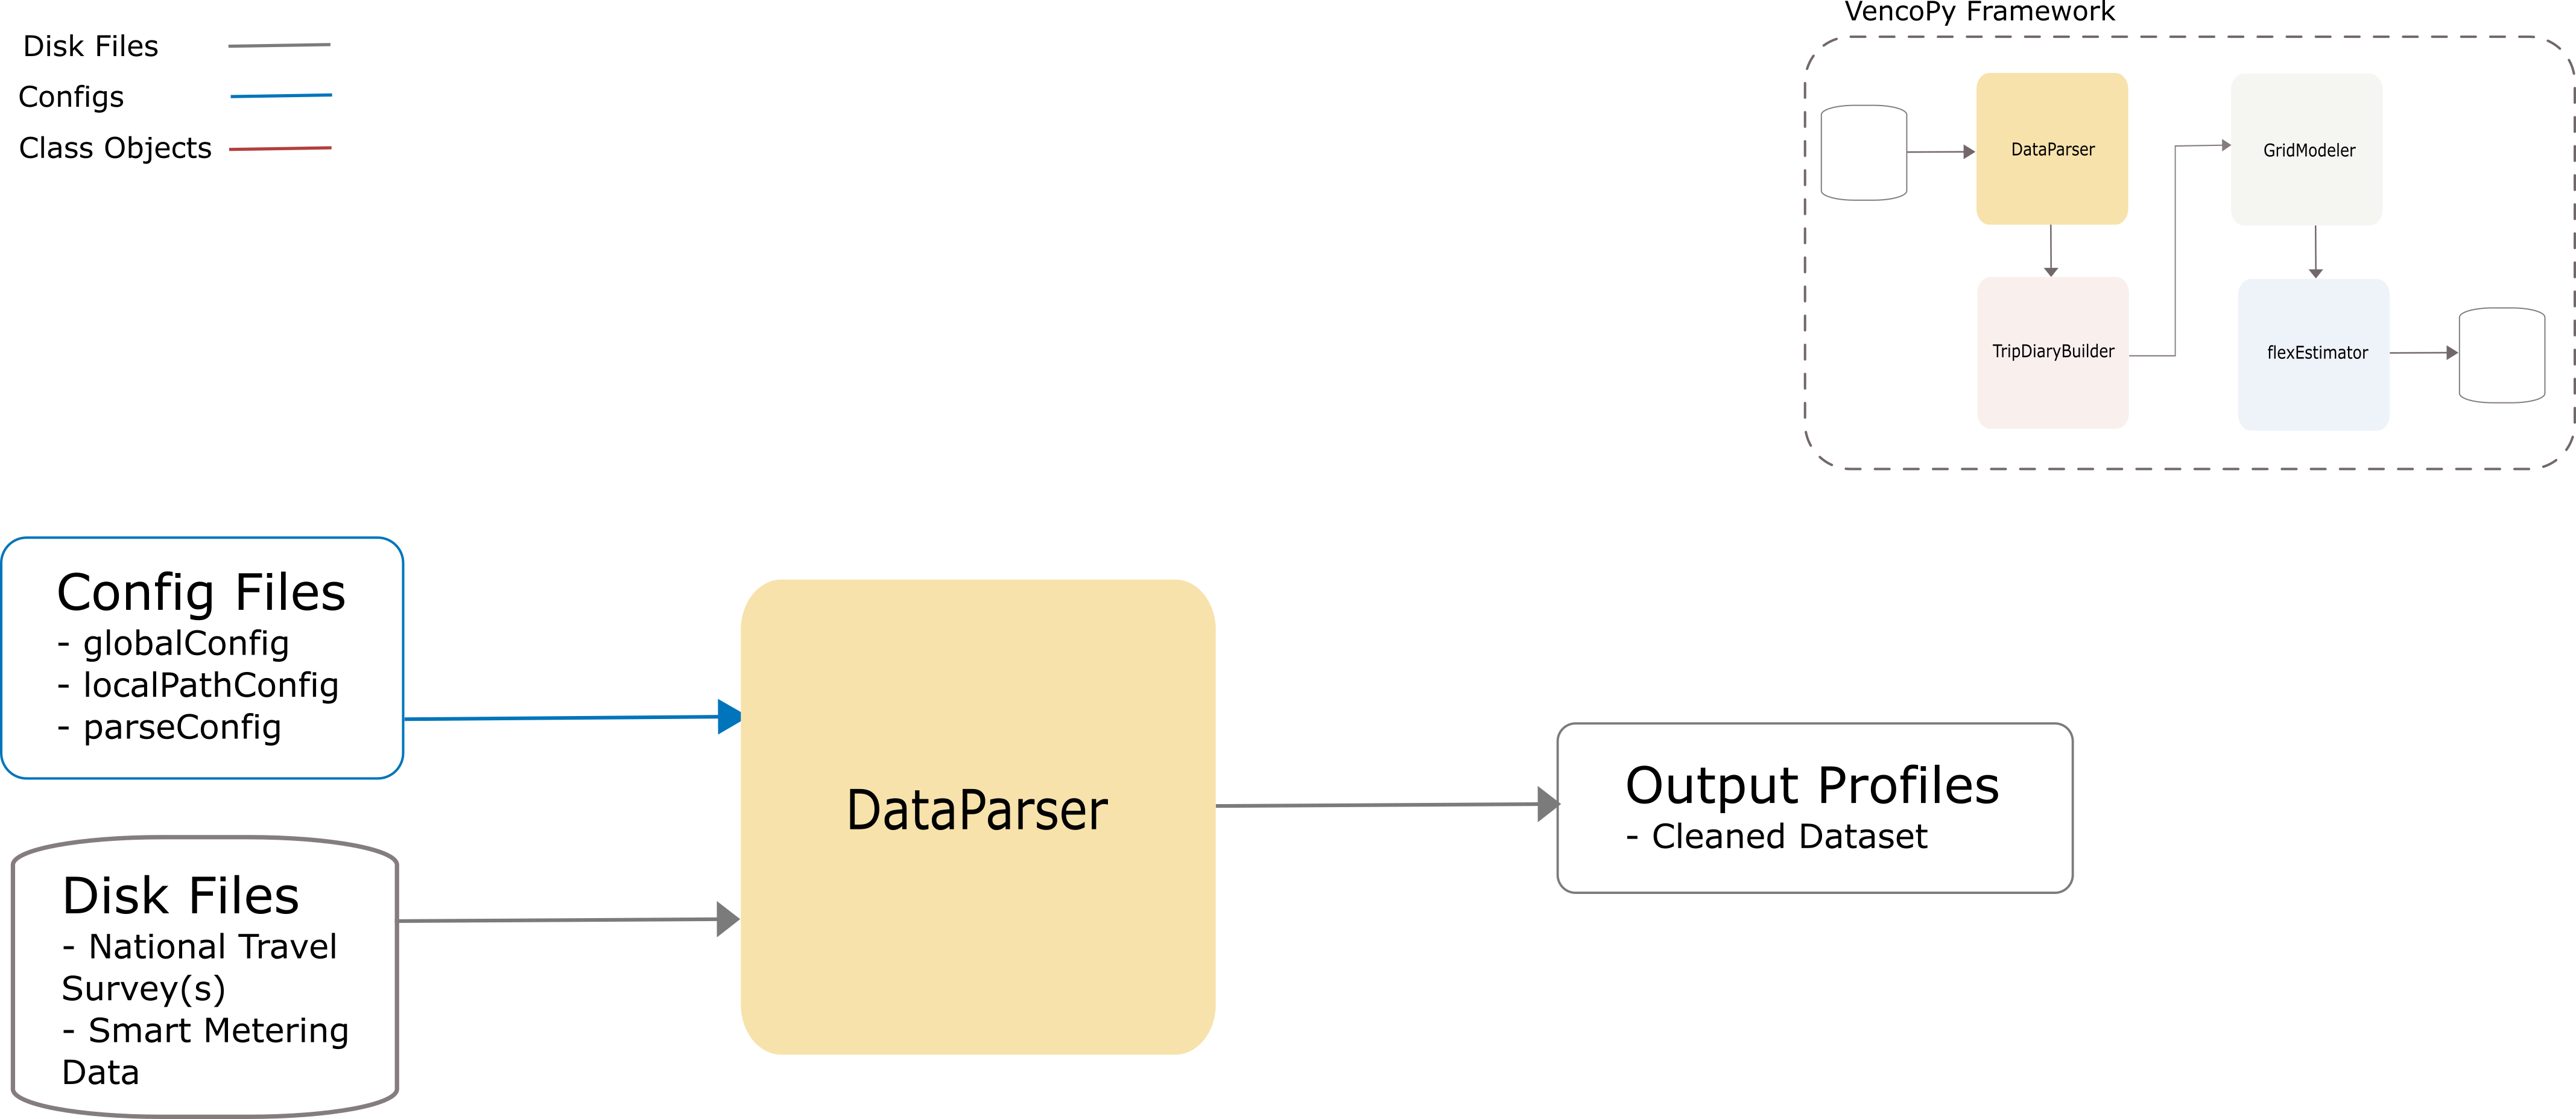 VencoPy Framework
Disk Files
Configs
Class Objects
DataParser
GridModeler
TripDiaryBuilder
flexEstimator
Config Files
- globalConfig
- localPathConfig
- parseConfig
DataParser
Output Profiles
- Cleaned Dataset
Disk Files
- National Travel
Survey(s)
- Smart Metering
Data